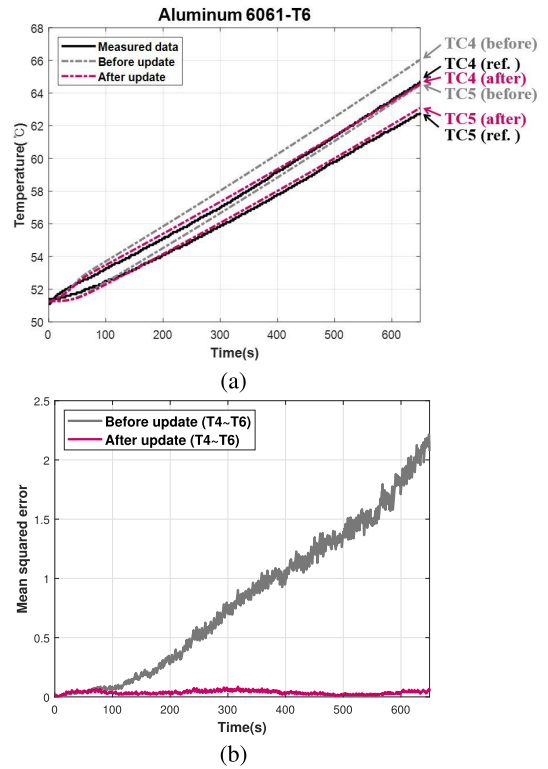 Aluminum 6061-T6
68
66
64
62
60
58
56
54
52
50
Temperature(℃)
Measured data
Before update
After update
TC4 (before)
TC4 (ref. )
TC4 (after)
TC5 (before)
TC5 (after)
TC5 (ref. )
0 100 200 300 400 500 600
Time(s)
(a)
2.5
2
1.5
1
0.5
0
Mean squared error
Before update (T4~T6)
After update (T4~T6)
0 100 200 300 400 500 600
Time(s)
(b)